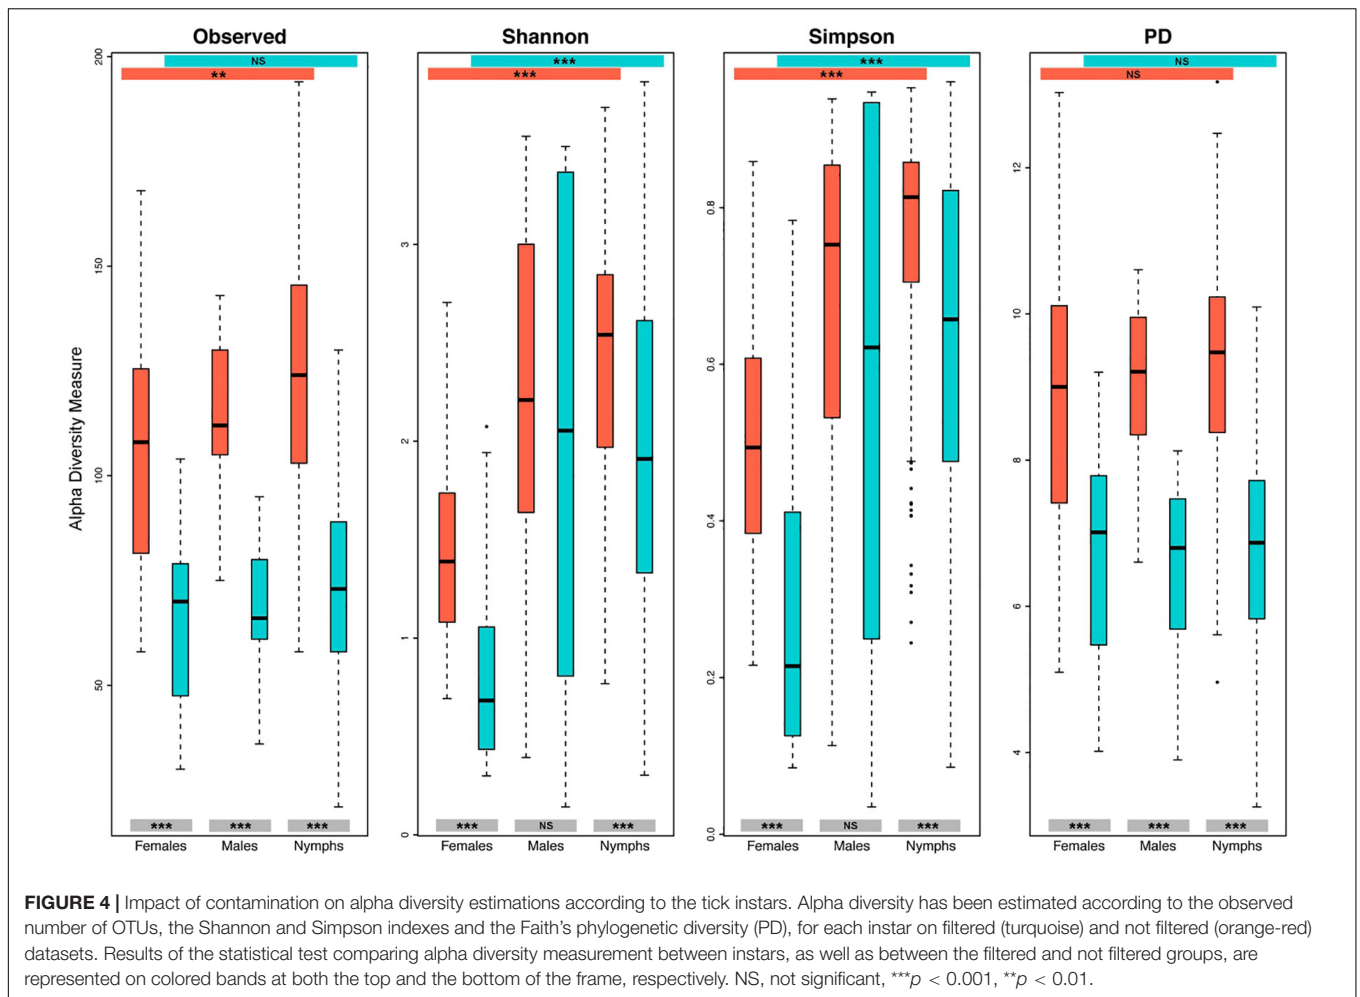 Observed
Shannon
Simpson
PD
NS
**
***
***
***
***
NS
NS
Alpha Diversity Measure
200
150
100
50
3
2
1
0
0.8
0.6
0.4
0.2
0.0
12
10
8
6
4
*** *** ***
*** NS *** 
*** NS ***
*** *** ***
Females Males Nymphs
Females Males Nymphs
Females Males Nymphs
Females Males Nymphs
FIGURE 4 | Impact of contamination on alpha diversity estimations according to the tick instars. Alpha diversity has been estimated according to the observed
number of OTUs, the Shannon and Simpson indexes and the Faith's phylogenetic diversity (PD), for each instar on filtered (turquoise) and not filtered (orange-red)
datasets. Results of the statistical test comparing alpha diversity measurement between instars, as well as between the filtered and not filtered groups, are
represented on colored bands at both the top and the bottom of the frame, respectively. NS, not significant, ***p < 0.001, **p < 0.01.